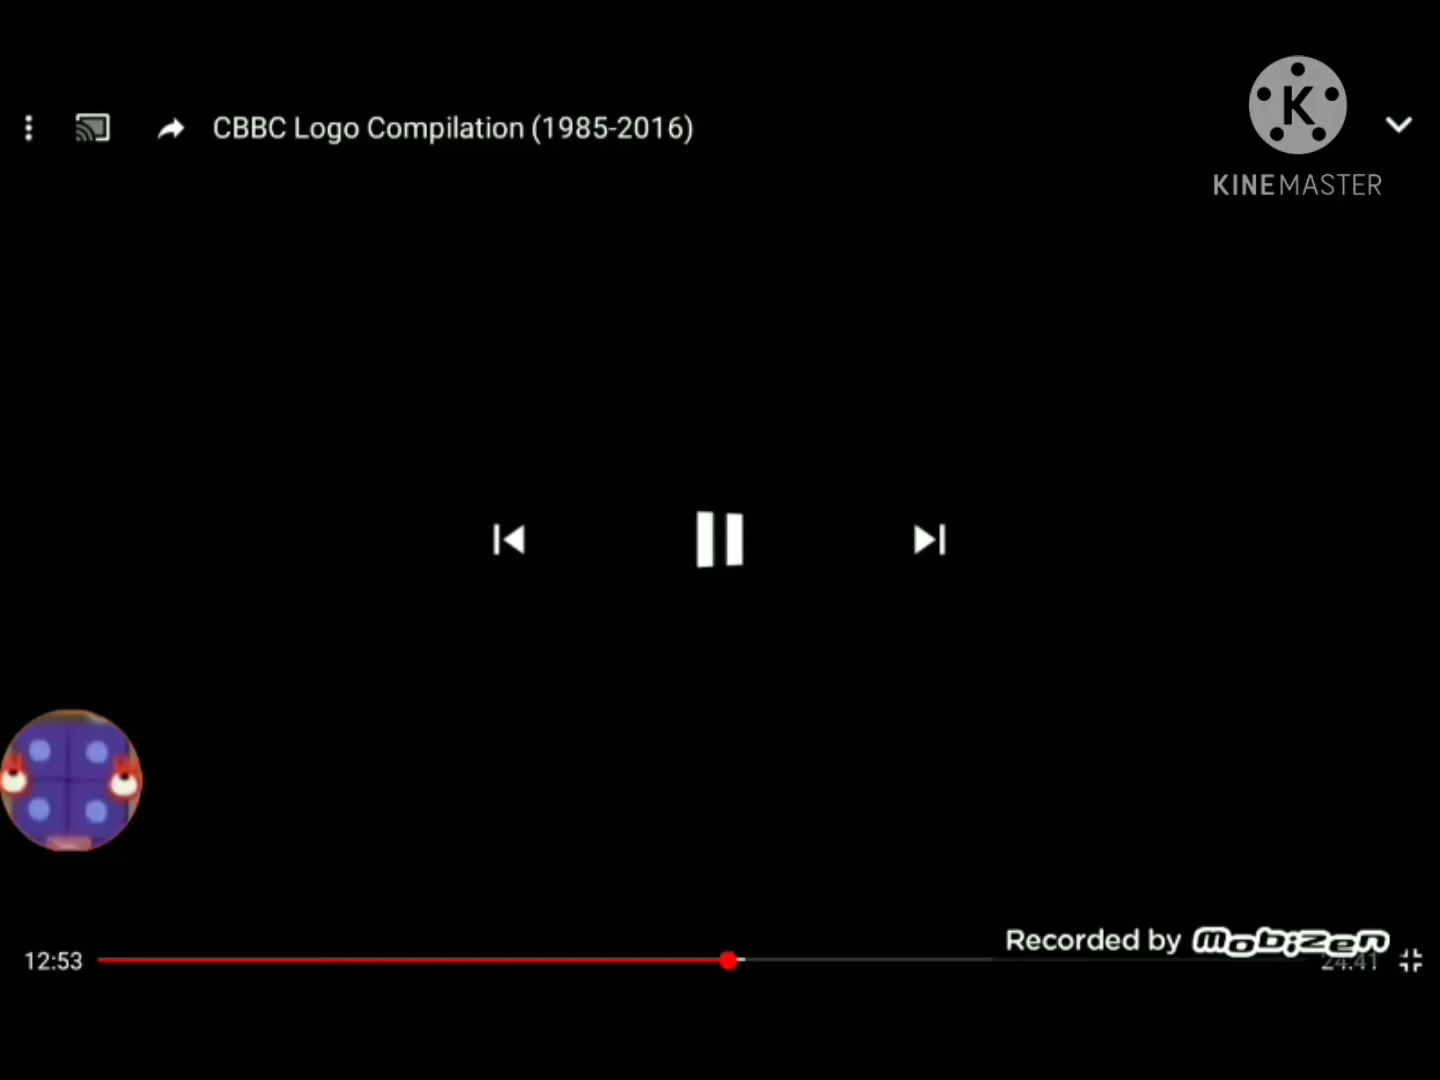 CBBC Logo Compilation (1985-2016)
K
KINEMASTER
Recorded by mobizen
12:53
24:41